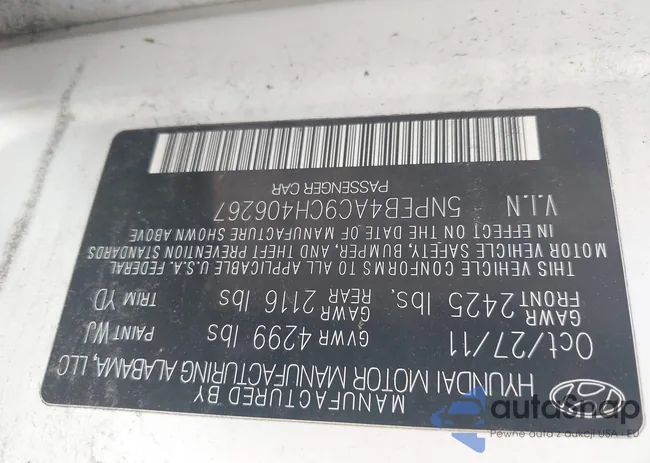 MANUFACTURED BY
HYUNDAI MOTOR MANUFACTURING ALABAMA, LLC
Oct/27/11 GVWR 4299 lbs PAINT WJ
GAWR FRONT 2425 lbs. GAWR REAR 2116 lbs TRIM YD
THIS VEHICLE CONFORMS TO ALL APPLICABLE U.S.A. FEDERAL
MOTOR VEHICLE SAFETY, BUMPER, AND THEFT PREVENTION STANDARDS
IN EFFECT ON THE DATE OF MANUFACTURE SHOWN ABOVE
V.I.N 5NPEB4AC9CH406267
PASSENGER CAR
autoSnap
Pewne auta z aukcji USA i EU